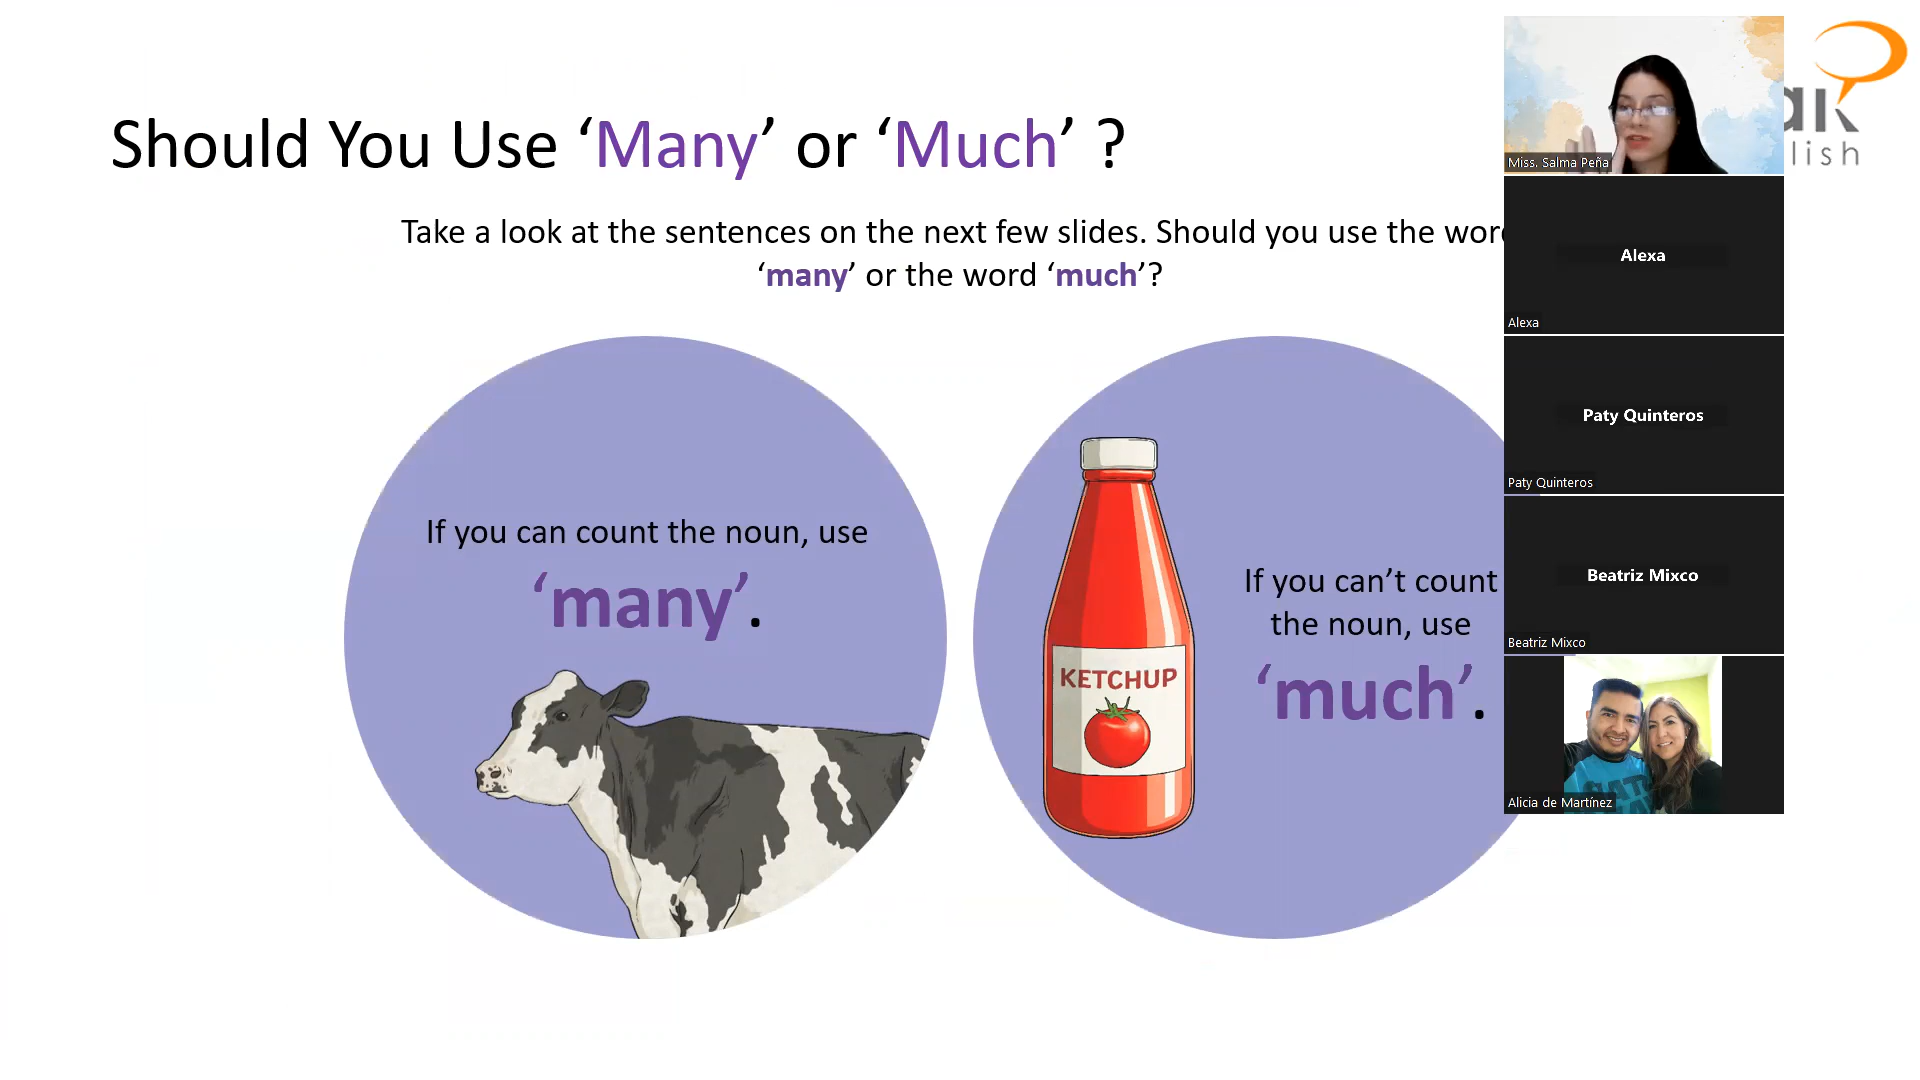 Should You Use ‘Many’ or ‘Much’ ?
Take a look at the sentences on the next few slides. Should you use the
‘many’ or the word ‘much’?
If you can count the noun, use
‘many’.
KETCHUP
If you can’t count
the noun, use
‘much’.
Miss. Salma Peña
Alexa
Alexa
Paty Quinteros
Paty Quinteros
Beatriz Mixco
Beatriz Mixco
Alicia de Martínez